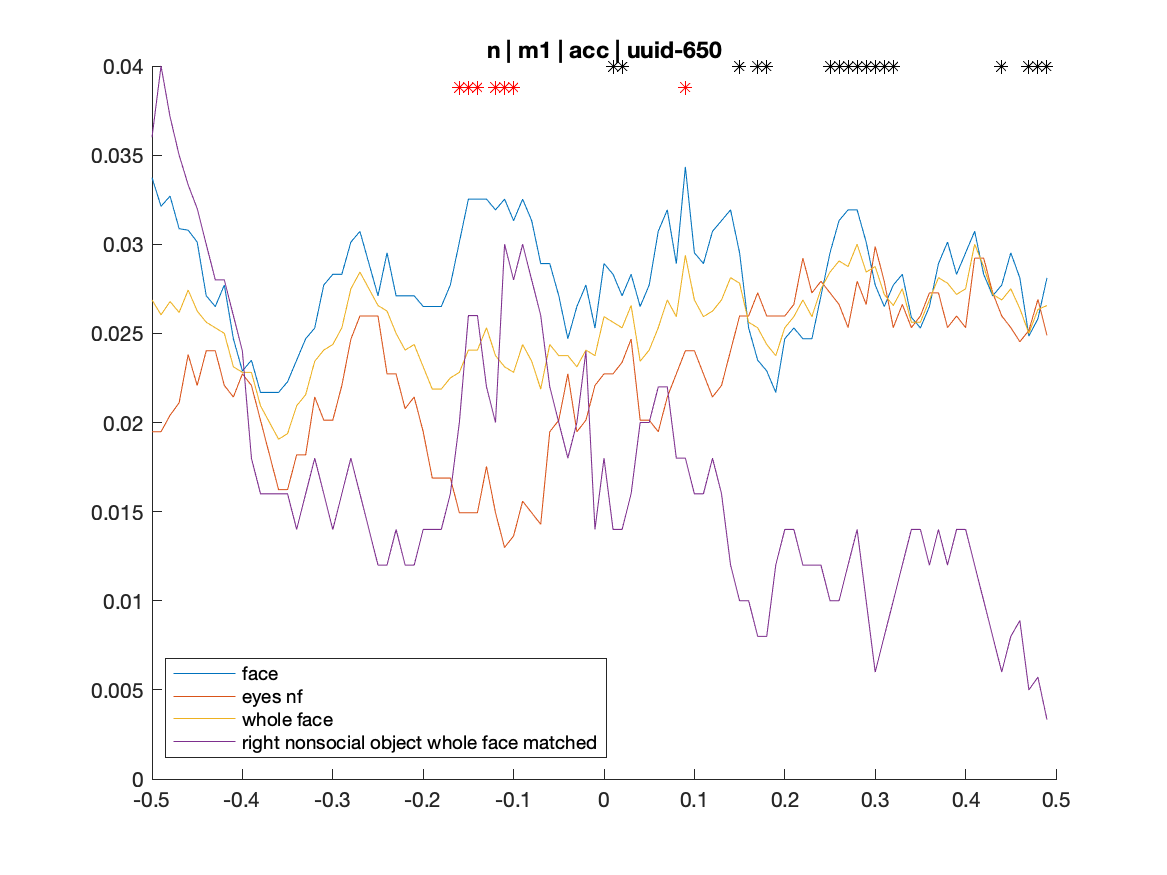 n | m1 | acc | uuid-650
0.04
0.035
0.03
0.025
0.02
0.015
0.01
0.005
0
face
eyes nf
whole face
right nonsocial object whole face matched
-0.5 -0.4 -0.3 -0.2 -0.1 0 0.1 0.2 0.3 0.4 0.5